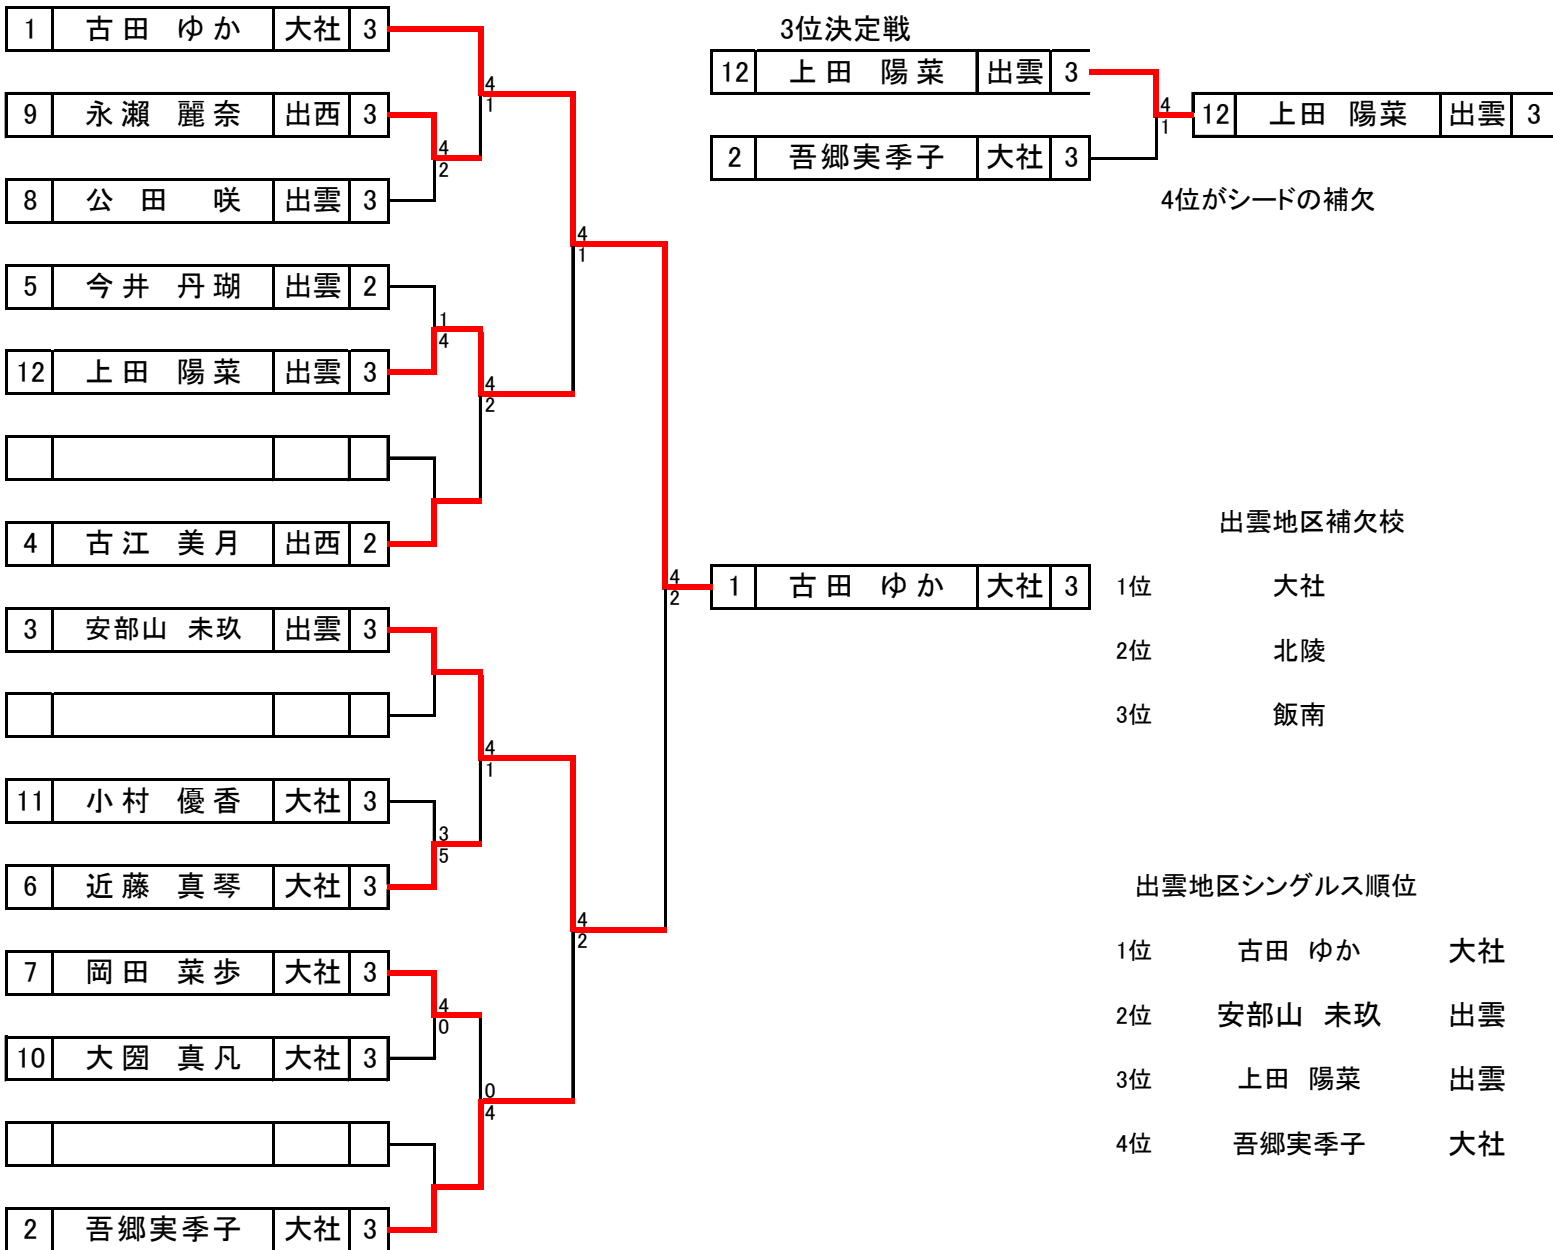 1 古田 ゆか 大社 3
9 永瀬 麗奈 出西 3
8 公田 咲 出雲 3
5 今井 丹瑚 出雲 2
12 上田 陽菜 出雲 3
4 古江 美月 出西 2
3 安部山 未玖 出雲 3
11 小村 優香 大社 3
6 近藤 真琴 大社 3
7 岡田 菜歩 大社 3
10 大圀 真凡 大社 3
2 吾郷実季子 大社 3
4
2
1
4
3
5
4
0
4
1
4
2
4
1
0
4
4
1
4
2
4
2
1 古田 ゆか 大社 3
3位決定戦
12 上田 陽菜 出雲 3
2 吾郷実季子 大社 3
4
1
12 上田 陽菜 出雲 3
4位がシードの補欠
出雲地区補欠校
1位 大社
2位 北陵
3位 飯南
出雲地区シングルス順位
1位 古田 ゆか 大社
2位 安部山 未玖 出雲
3位 上田 陽菜 出雲
4位 吾郷実季子 大社